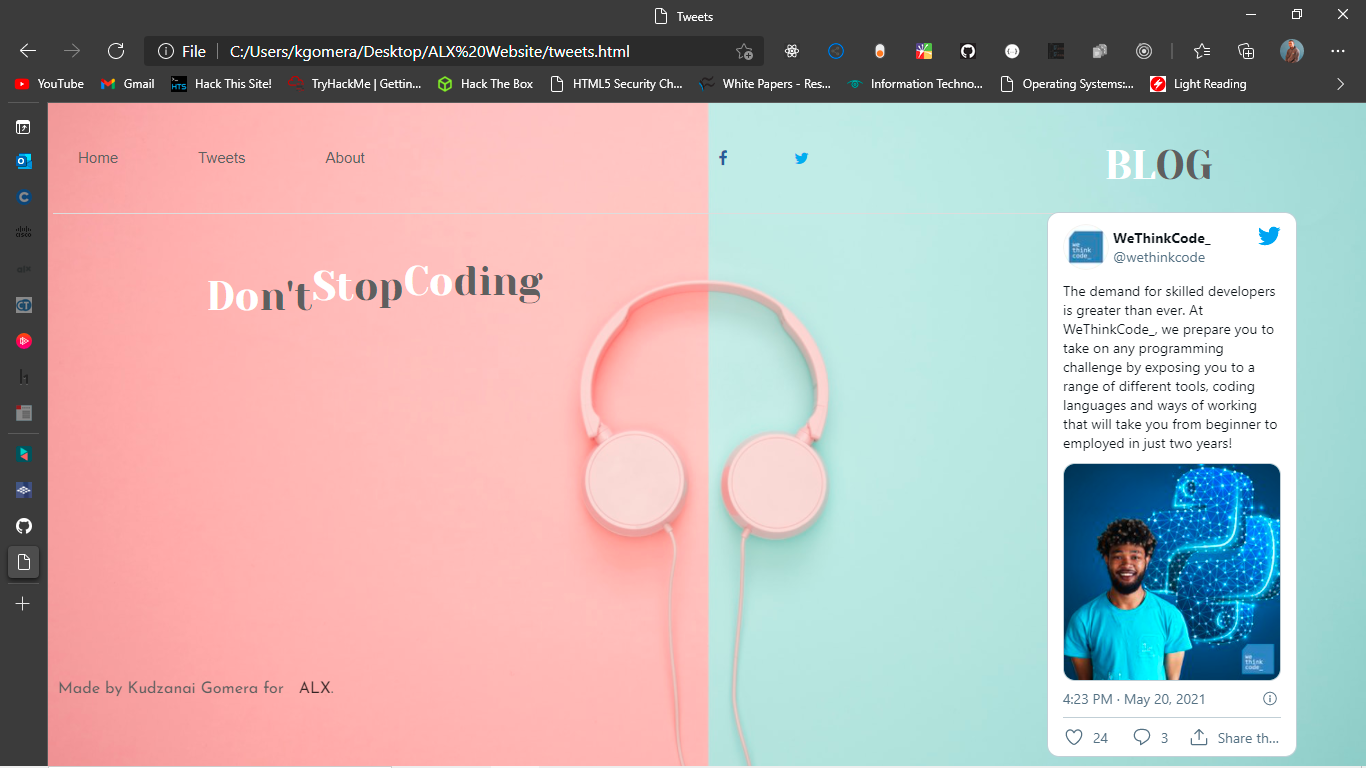 Tweets
File
C:/Users/kgomera/Desktop/ALX%20Website/tweets.html
YouTube
Gmail
Hack This Site!
TryHackMe | Gettin...
Hack The Box
HTML5 Security Ch...
White Papers - Res...
Information Techno...
Operating Systems:...
Light Reading
Home
Tweets
About
BLOG
Don't Stop Coding
WeThinkCode_
@wethinkcode
The demand for skilled developers
is greater than ever. At
WeThinkCode_, we prepare you to
take on any programming
challenge by exposing you to a
range of different tools, coding
languages and ways of working
that will take you from beginner to
employed in just two years!
we
think
code_
4:23 PM · May 20, 2021
24
3
Share th...
Made by Kudzanai Gomera for ALX.